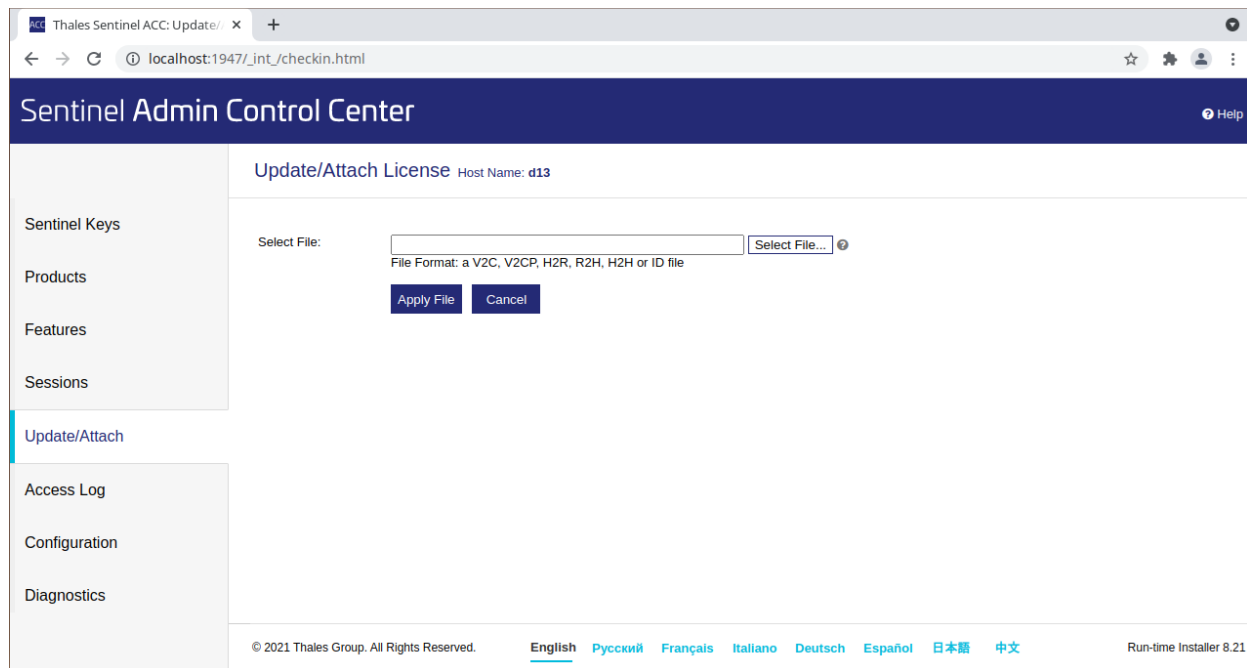 ACC Thales Sentinel ACC: Update/
localhost:1947/_int_/checkin.html
Sentinel Admin Control Center
Help
Update/Attach License Host Name: d13
Sentinel Keys
Products
Features
Sessions
Update/Attach
Access Log
Configuration
Diagnostics
Select File:
Select File...
File Format: a V2C, V2CP, H2R, R2H, H2H or ID file
Apply File Cancel
© 2021 Thales Group. All Rights Reserved. English Русский Français Italiano Deutsch Español 日本語 中文 Run-time Installer 8.21